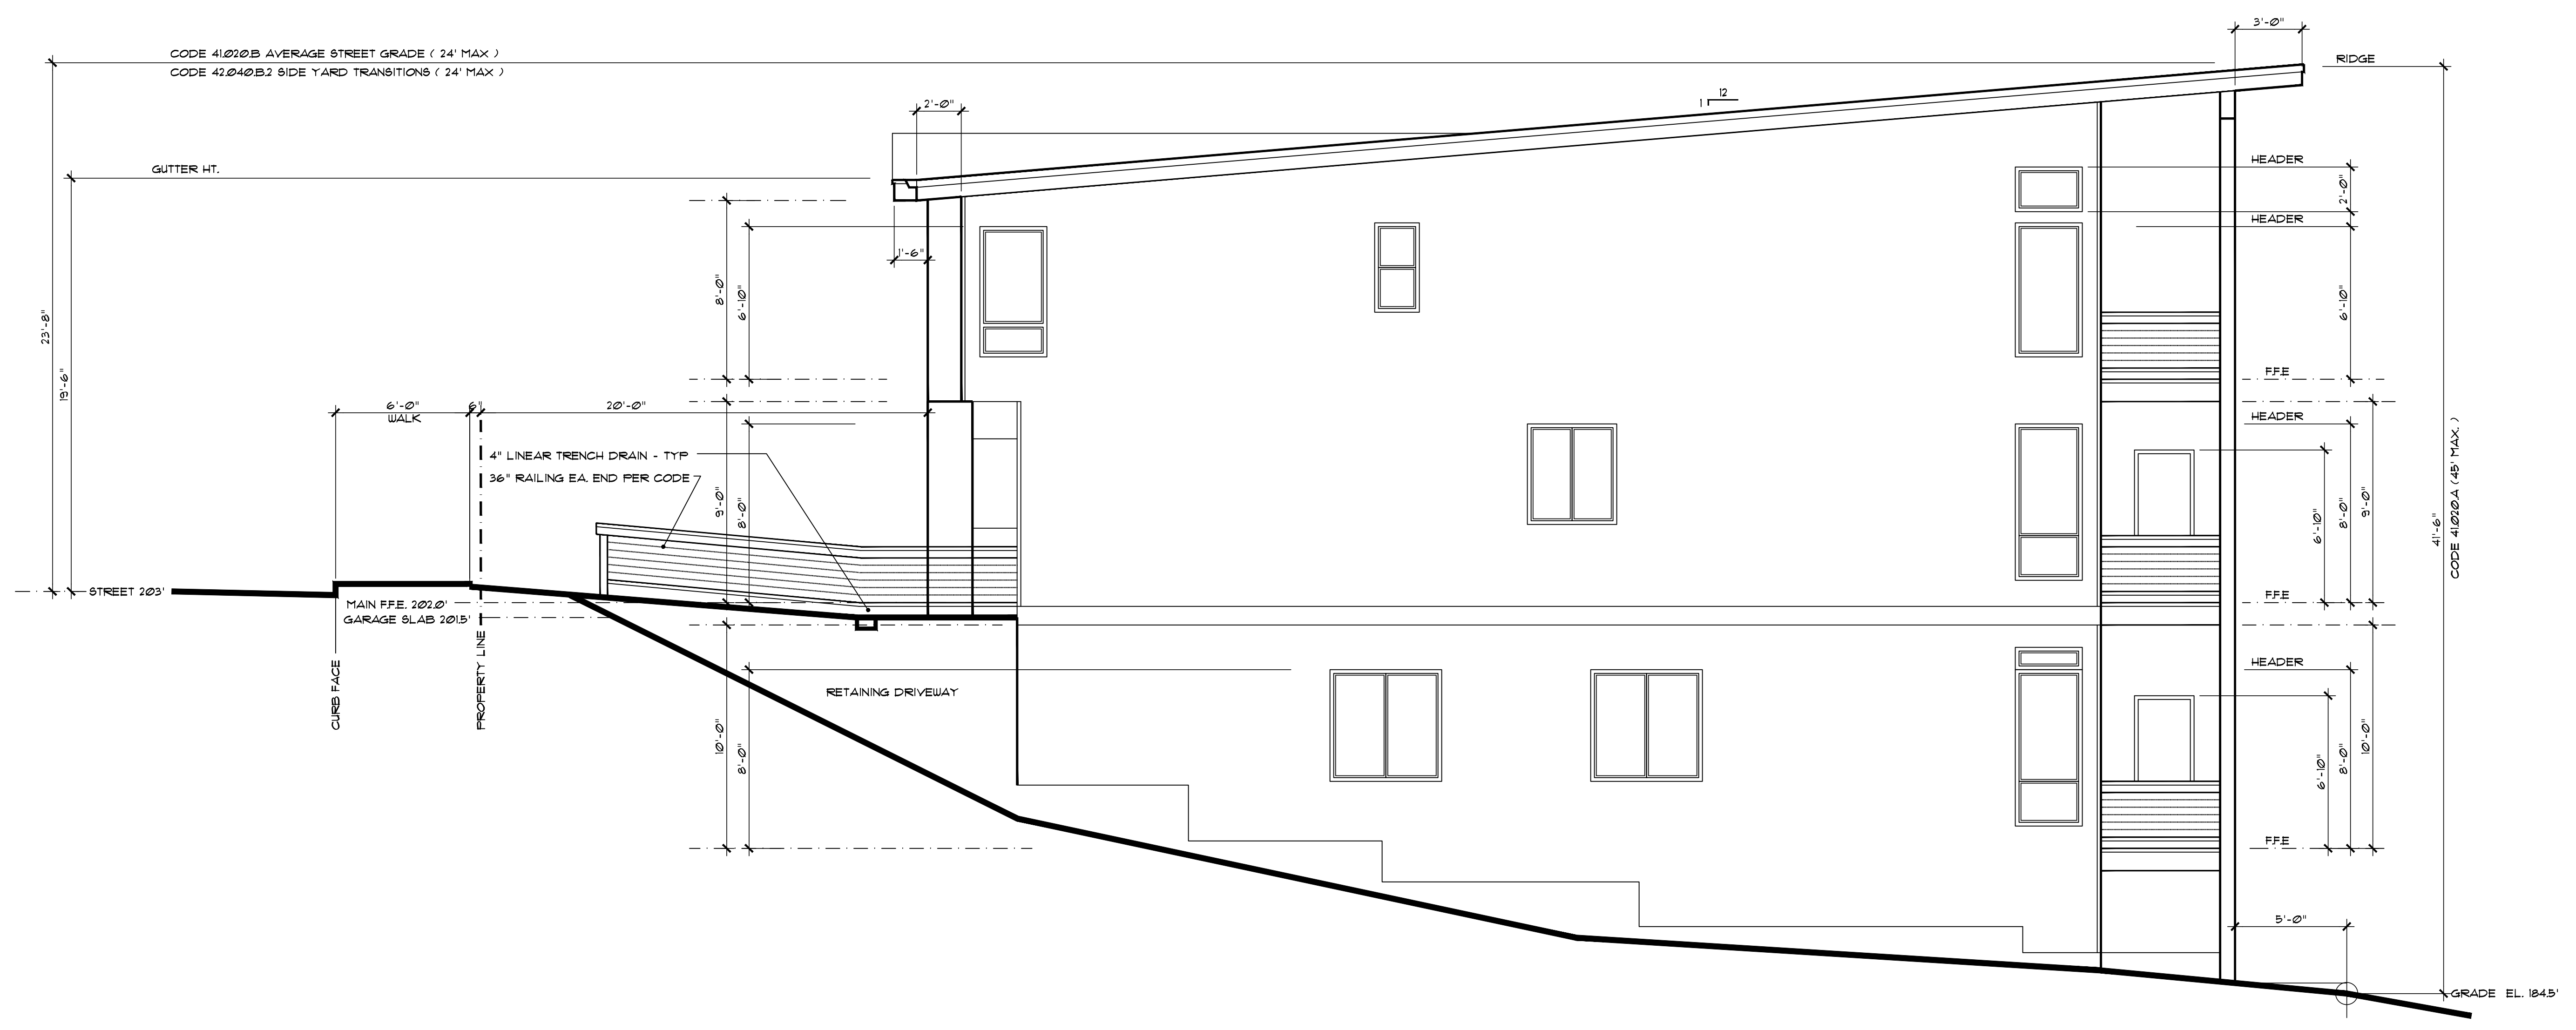 3'-0"
CODE 41.020.B AVERAGE STREET GRADE ( 24' MAX )
RIDGE
CODE 42.040.B.2 SIDE YARD TRANSITIONS ( 24' MAX )
12
1
2'-0"
HEADER
GUTTER HT.
2'-0"
HEADER
1'-6"
8'-0"
6'-10"
6'-10"
23'-8"
F.F.E
19'-6"
6'-0"
6"
20'-0"
WALK
HEADER
4" LINEAR TRENCH DRAIN - TYP
36" RAILING EA. END PER CODE
9'-0"
8'-0"
6'-10"
8'-0"
9'-0"
41'-6"
CODE 41.020.A (45' MAX. )
STREET 203'
F.F.E
MAIN F.F.E. 202.0'
GARAGE SLAB 201.5'
CURB FACE
PROPERTY LINE
HEADER
RETAINING DRIVEWAY
10'-0"
8'-0"
6'-10"
8'-0"
10'-0"
F.F.E
5'-0"
GRADE EL. 184.5'